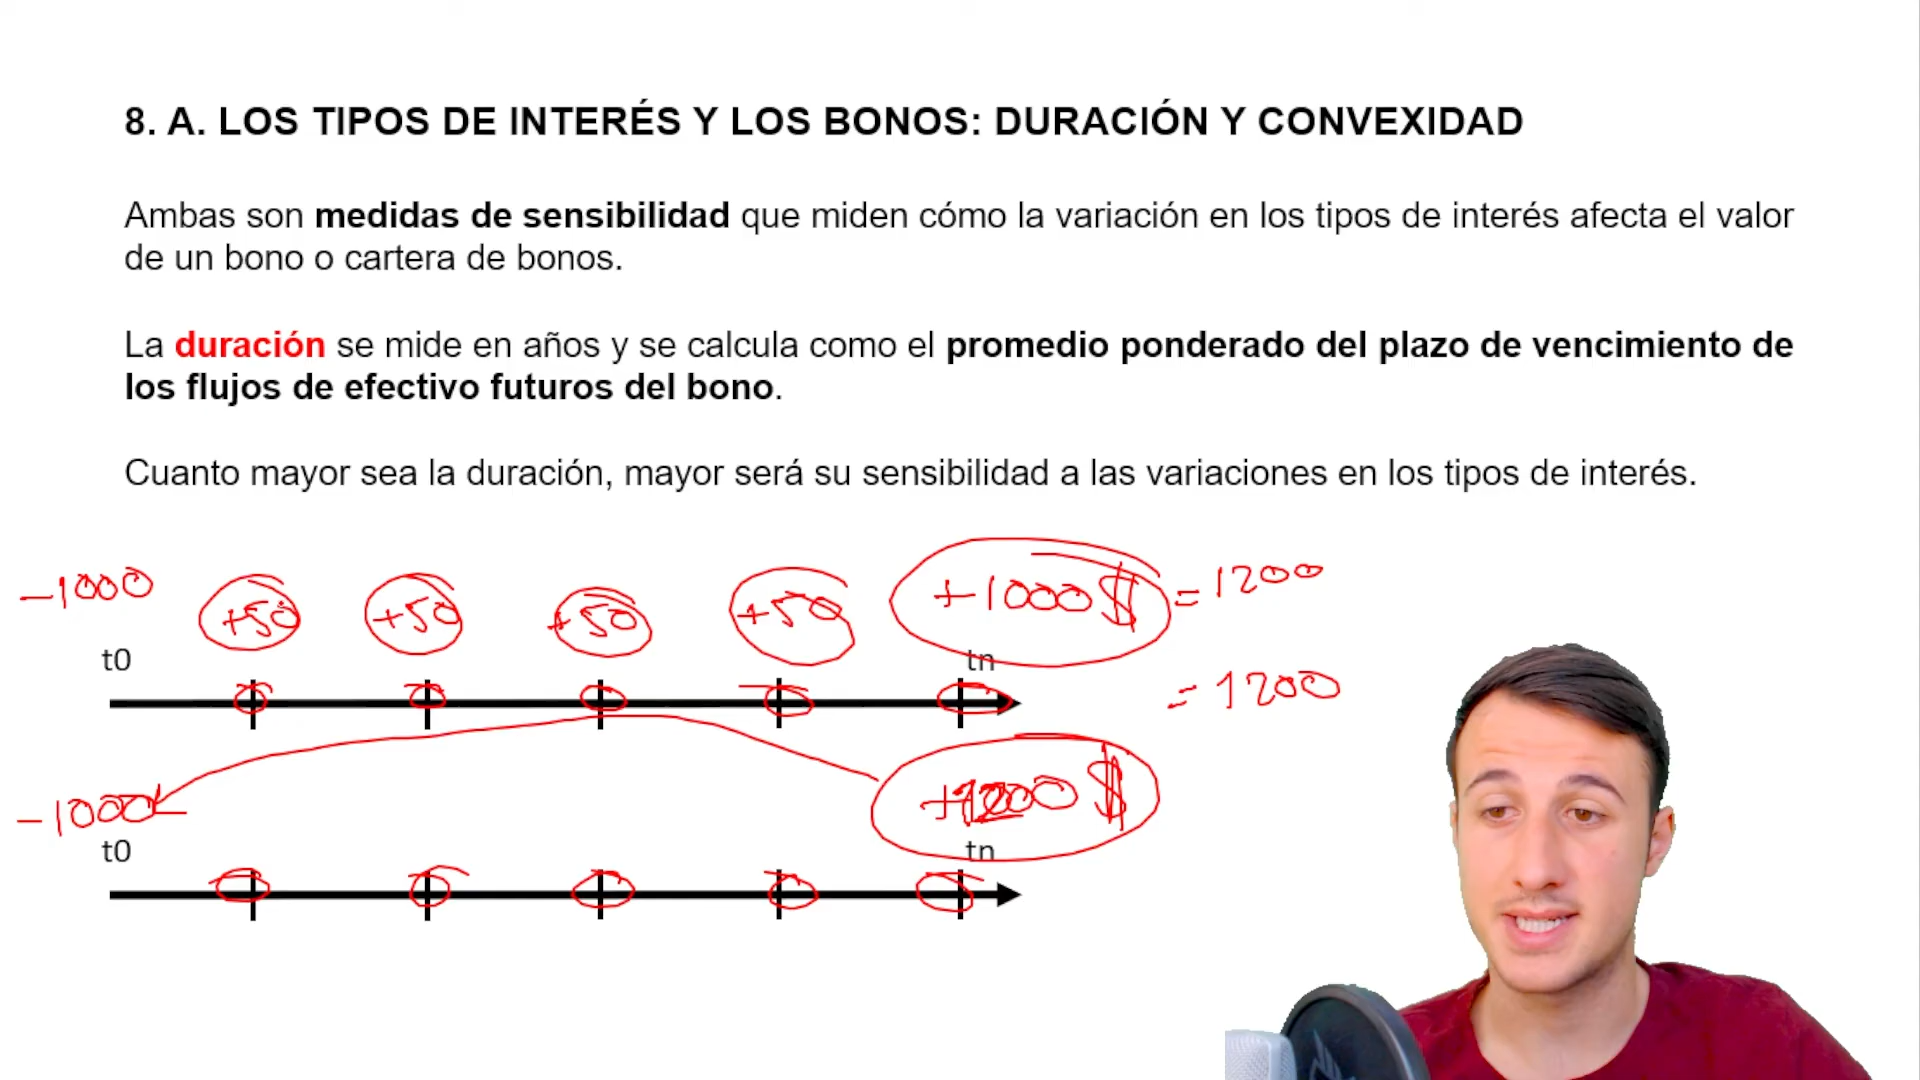 8. A. LOS TIPOS DE INTERÉS Y LOS BONOS: DURACIÓN Y CONVEXIDAD
Ambas son medidas de sensibilidad que miden cómo la variación en los tipos de interés afecta el valor
de un bono o cartera de bonos.
La duración se mide en años y se calcula como el promedio ponderado del plazo de vencimiento de
los flujos de efectivo futuros del bono.
Cuanto mayor sea la duración, mayor será su sensibilidad a las variaciones en los tipos de interés.
-1000 +50 +50 +50 +50 +1000$ = 1200
t0 tn
= 1200
-1000 +1200$
t0 tn